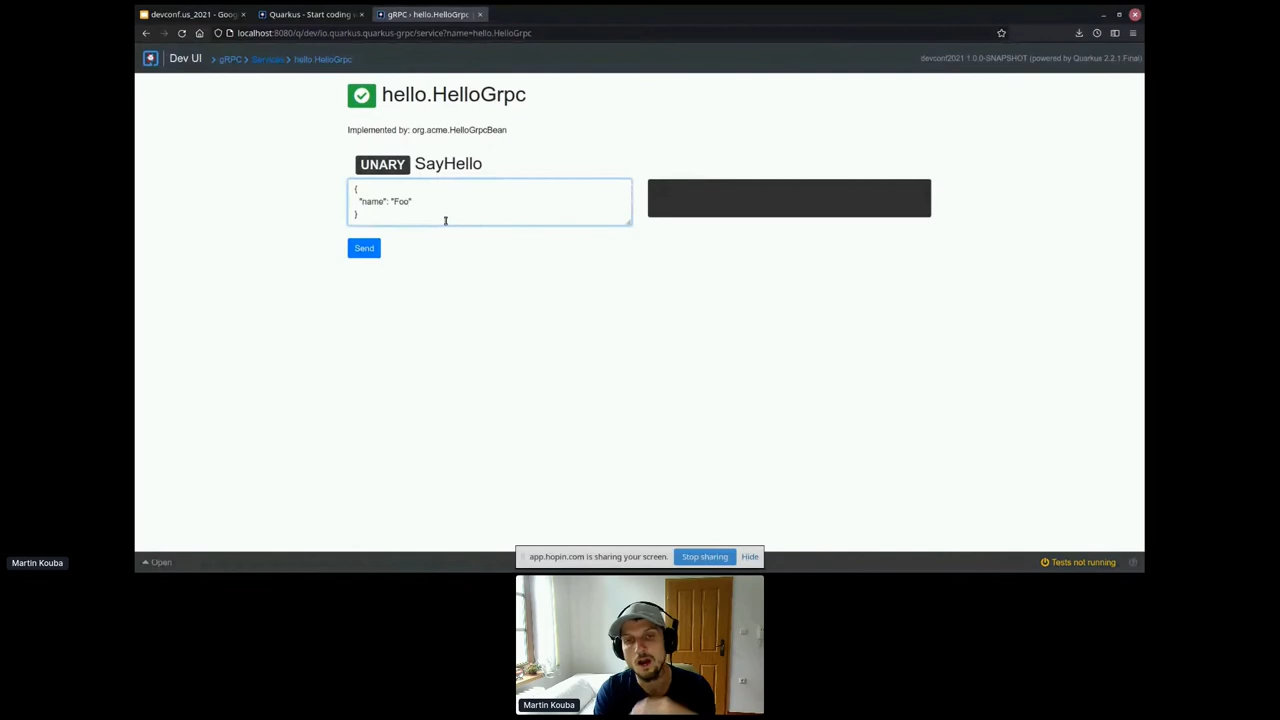 devconf.us_2021 - Goog
Quarkus - Start coding
gRPC › hello.HelloGrpc
localhost:8080/q/dev/io.quarkus.quarkus-grpc/service?name=hello.HelloGrpc
Dev UI > gRPC > Services > hello.HelloGrpc
devconf2021 1.0.0-SNAPSHOT (powered by Quarkus 2.2.1.Final)
hello.HelloGrpc
Implemented by: org.acme.HelloGrpcBean
UNARY SayHello
{
"name": "Foo"
}
Send
app.hopin.com is sharing your screen. Stop sharing Hide
Open
Tests not running
Martin Kouba
Martin Kouba